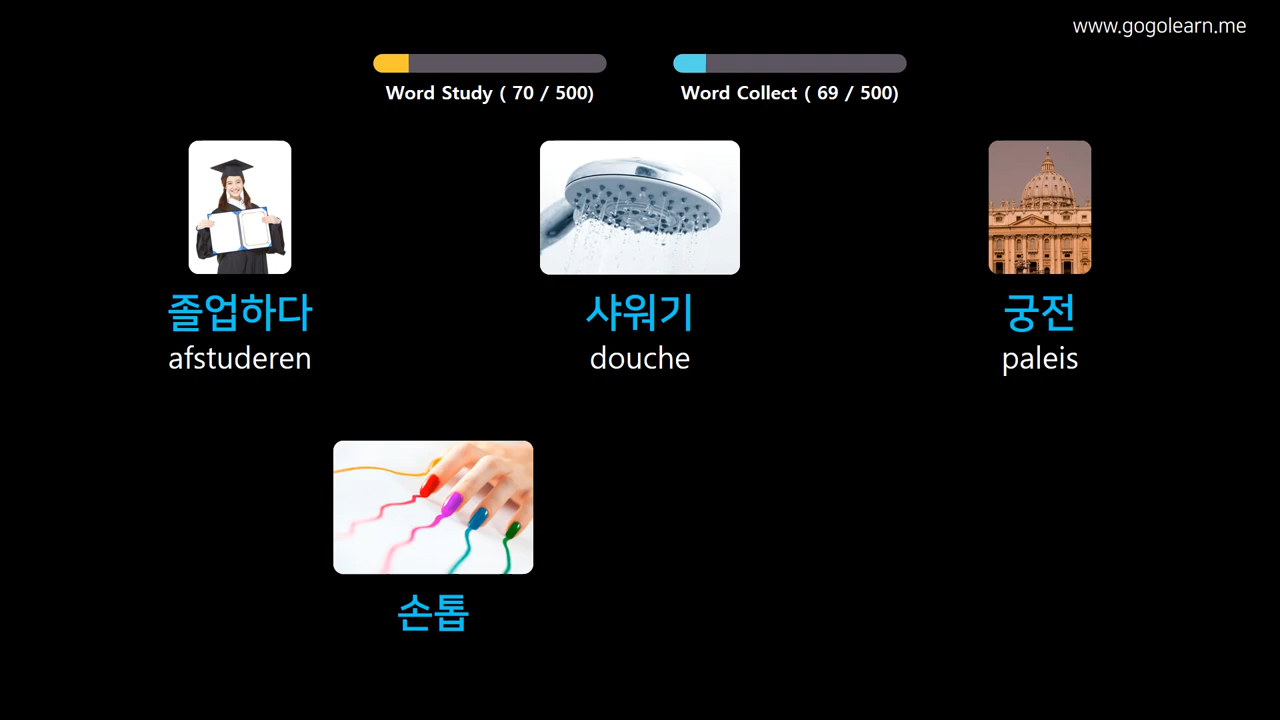 www.gogolearn.me
Word Study ( 70 / 500)
Word Collect ( 69 / 500)
졸업하다
afstuderen
샤워기
douche
궁전
paleis
손톱